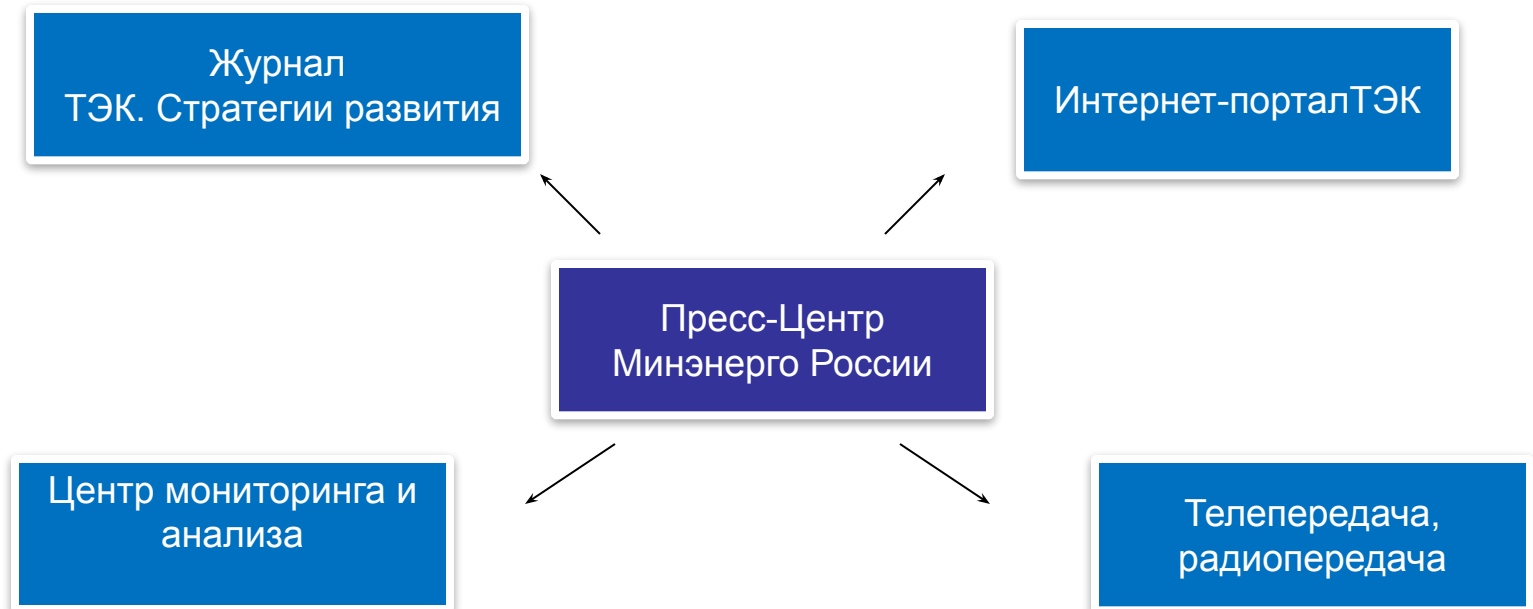 Журнал
ТЭК. Стратегии развития
Интернет-порталТЭК
Пресс-Центр
Минэнерго России
Центр мониторинга и
анализа
Телепередача,
радиопередача